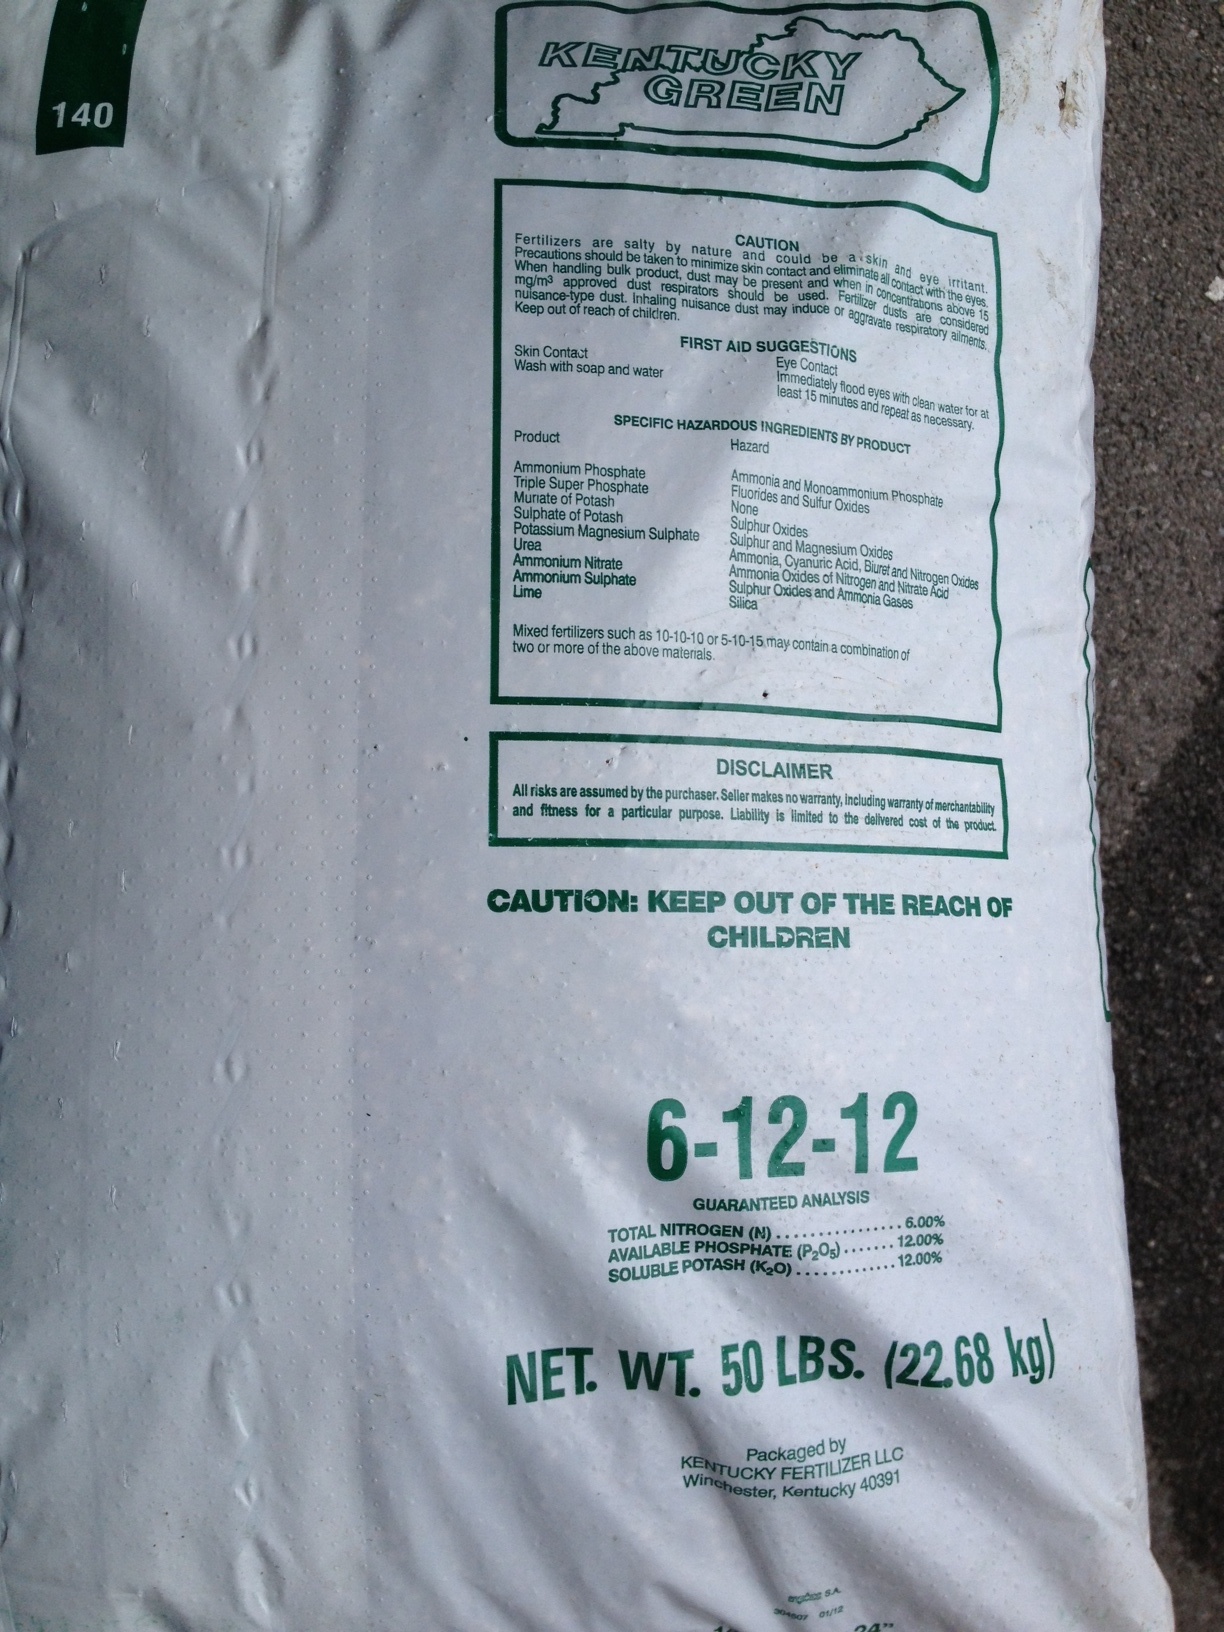 140
KENTUCKY
GREEN
CAUTION
Fertilizers are salty by nature and could be a skin and eye irritant.
Precautions should be taken to minimize skin contact and eliminate all contact with the eyes.
When handling bulk product, dust may be present and when in concentrations above 15
mg/m³ approved dust respirators should be used. Fertilizer dusts are considered
nuisance-type dust. Inhaling nuisance dust may induce or aggravate respiratory ailments.
Keep out of reach of children.
FIRST AID SUGGESTIONS
Skin Contact
Wash with soap and water
Eye Contact
Immediately flood eyes with clean water for at
least 15 minutes and repeat as necessary.
SPECIFIC HAZARDOUS INGREDIENTS BY PRODUCT
Product Hazard
Ammonium Phosphate Ammonia and Monoammonium Phosphate
Triple Super Phosphate Fluorides and Sulfur Oxides
Muriate of Potash None
Sulphate of Potash Sulphur Oxides
Potassium Magnesium Sulphate Sulphur and Magnesium Oxides
Urea Ammonia, Cyanuric Acid, Biuret and Nitrogen Oxides
Ammonium Nitrate Ammonia Oxides of Nitrogen and Nitrate Acid
Ammonium Sulphate Sulphur Oxides and Ammonia Gases
Lime Silica
Mixed fertilizers such as 10-10-10 or 5-10-15 may contain a combination of
two or more of the above materials.
DISCLAIMER
All risks are assumed by the purchaser. Seller makes no warranty, including warranty of merchantability
and fitness for a particular purpose. Liability is limited to the delivered cost of the product.
CAUTION: KEEP OUT OF THE REACH OF
CHILDREN
6-12-12
GUARANTEED ANALYSIS
TOTAL NITROGEN (N) .............. 6.00%
AVAILABLE PHOSPHATE (P₂O₅) ....... 12.00%
SOLUBLE POTASH (K₂O) ............. 12.00%
NET. WT. 50 LBS. (22.68 kg)
Packaged by
KENTUCKY FERTILIZER LLC
Winchester, Kentucky 40391
S.A.
01/12
24"